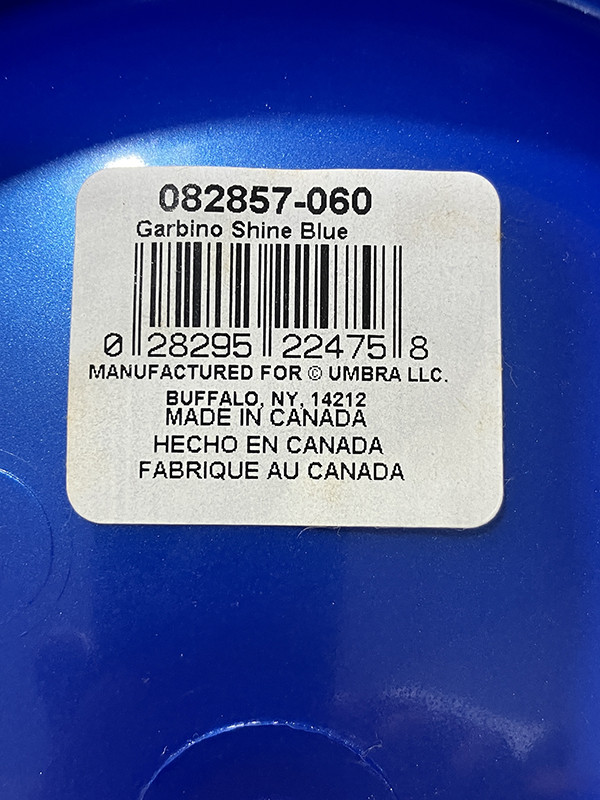 082857-060
Garbino Shine Blue
0 28295 22475 8
MANUFACTURED FOR © UMBRA LLC.
BUFFALO, NY, 14212
MADE IN CANADA
HECHO EN CANADA
FABRIQUE AU CANADA